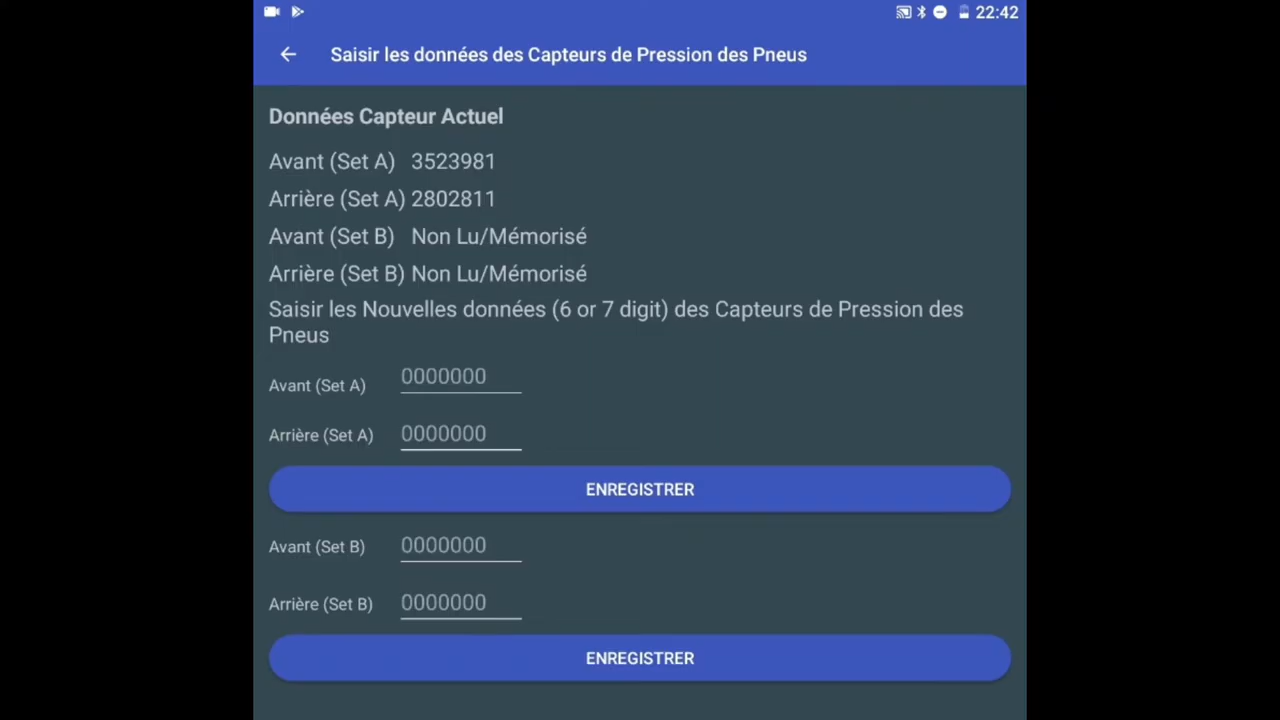 22:42
Saisir les données des Capteurs de Pression des Pneus
Données Capteur Actuel
Avant (Set A) 3523981
Arrière (Set A) 2802811
Avant (Set B) Non Lu/Mémorisé
Arrière (Set B) Non Lu/Mémorisé
Saisir les Nouvelles données (6 or 7 digit) des Capteurs de Pression des
Pneus
Avant (Set A) 0000000
Arrière (Set A) 0000000
ENREGISTRER
Avant (Set B) 0000000
Arrière (Set B) 0000000
ENREGISTRER